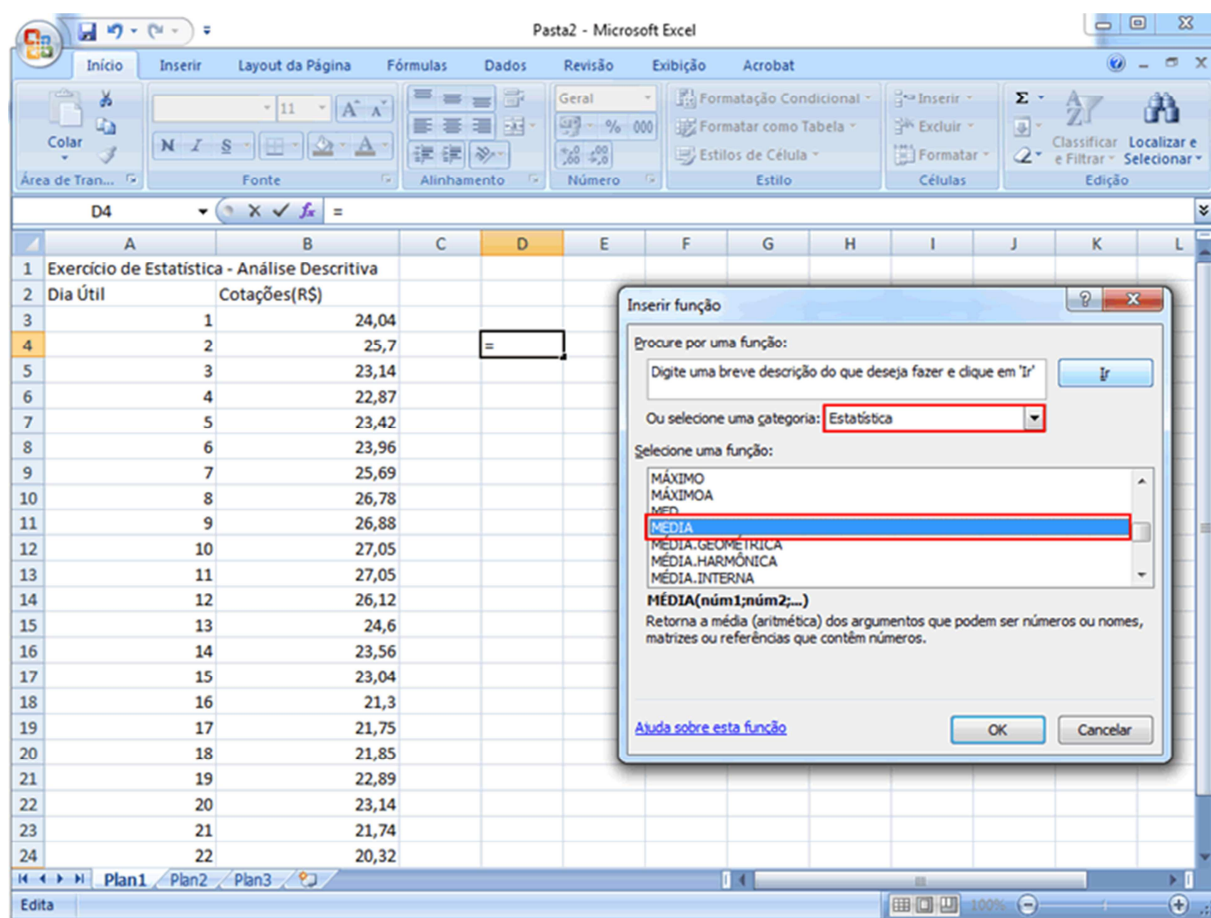 Pasta2 - Microsoft Excel
Início Inserir Layout da Página Fórmulas Dados Revisão Exibição Acrobat
Colar
11
A A
N I S
A
Geral
% 000
Formatação Condicional
Formatar como Tabela
Estilos de Célula
Inserir
Excluir
Formatar
Σ
Classificar e Filtrar
Localizar e Selecionar
Área de Tran... Fonte Alinhamento Número Estilo Células Edição
D4 fx =
A B C D E F G H I J K L
1 Exercício de Estatística - Análise Descritiva
2 Dia Útil Cotações(R$)
3 1 24,04
4 2 25,7 =
5 3 23,14
6 4 22,87
7 5 23,42
8 6 23,96
9 7 25,69
10 8 26,78
11 9 26,88
12 10 27,05
13 11 27,05
14 12 26,12
15 13 24,6
16 14 23,56
17 15 23,04
18 16 21,3
19 17 21,75
20 18 21,85
21 19 22,89
22 20 23,14
23 21 21,74
24 22 20,32
Inserir função
Procure por uma função:
Digite uma breve descrição do que deseja fazer e clique em 'Ir'
Ir
Ou selecione uma categoria: Estatística
Selecione uma função:
MÁXIMO
MÁXIMOA
MED
MÉDIA
MÉDIA.GEOMÉTRICA
MÉDIA.HARMÔNICA
MÉDIA.INTERNA
MÉDIA(núm1;núm2;...)
Retorna a média (aritmética) dos argumentos que podem ser números ou nomes,
matrizes ou referências que contêm números.
Ajuda sobre esta função
OK Cancelar
Plan1 Plan2 Plan3
Edita 100%